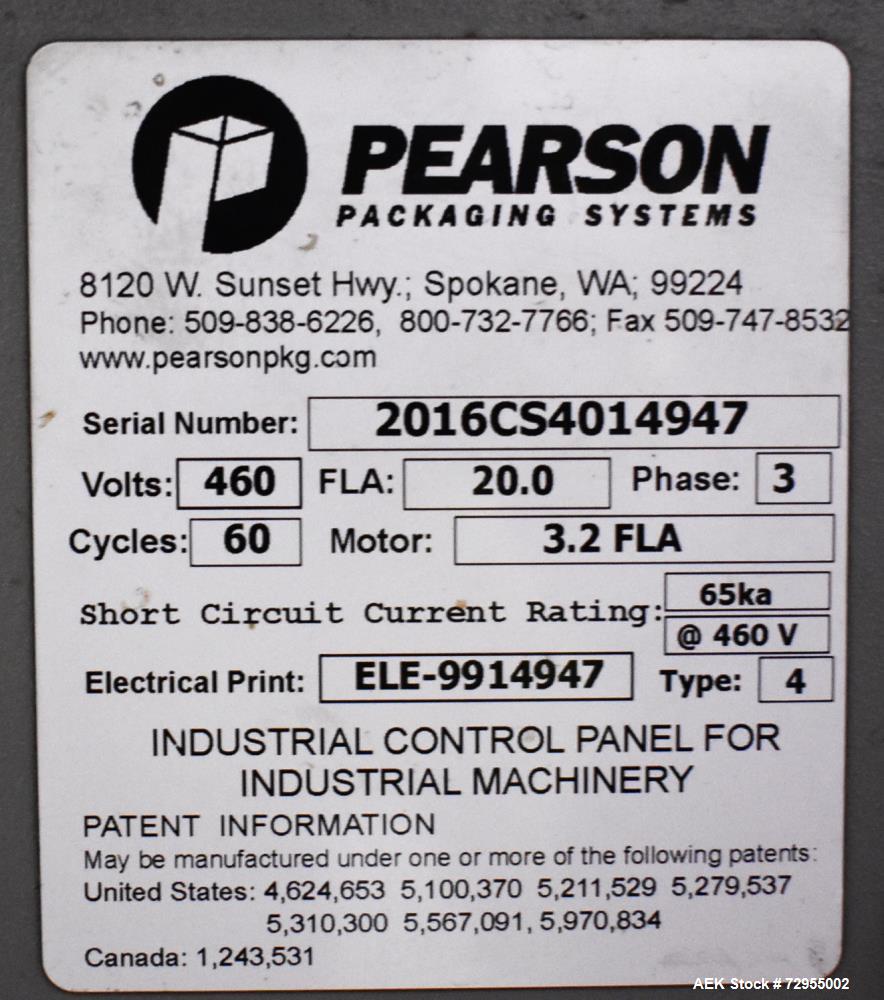 PEARSON
PACKAGING SYSTEMS
8120 W. Sunset Hwy.; Spokane, WA; 99224
Phone: 509-838-6226, 800-732-7766; Fax 509-747-8532
www.pearsonpkg.com
Serial Number: 2016CS4014947
Volts: 460 FLA: 20.0 Phase: 3
Cycles: 60 Motor: 3.2 FLA
Short Circuit Current Rating: 65ka
@ 460 V
Electrical Print: ELE-9914947 Type: 4
INDUSTRIAL CONTROL PANEL FOR
INDUSTRIAL MACHINERY
PATENT INFORMATION
May be manufactured under one or more of the following patents:
United States: 4,624,653 5,100,370 5,211,529 5,279,537
5,310,300 5,567,091, 5,970,834
Canada: 1,243,531
AEK Stock # 72955002